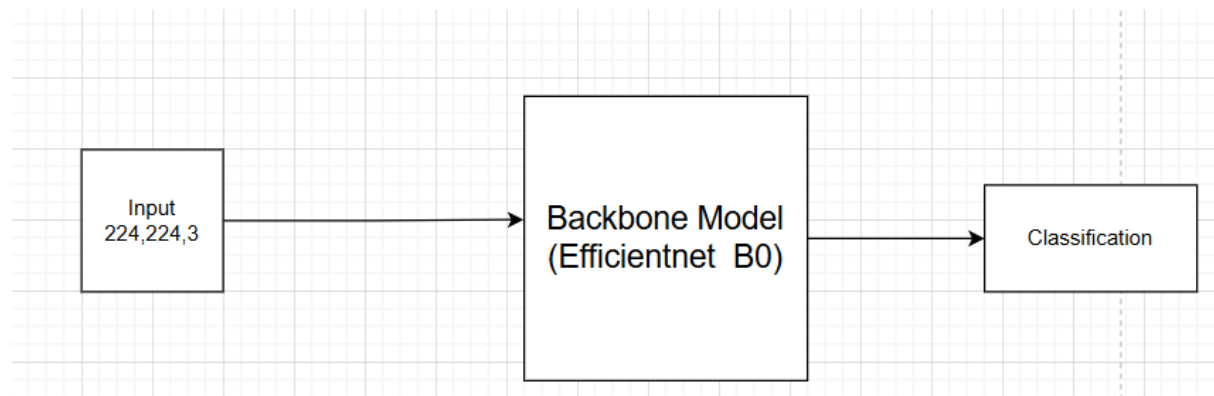 Input
224,224,3
Backbone Model
(Efficientnet B0)
Classification